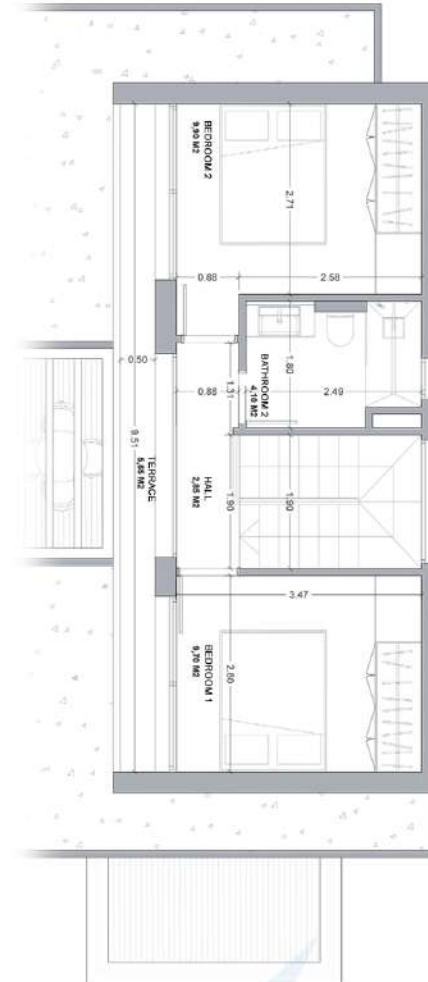 BEDROOM 2
9,90 M2
2.71
0.88
2.58
BATHROOM 2
4,10 M2
1.80
1.31
0.88
2.49
0.50
9.51
TERRACE
5,65 M2
HALL
2,85 M2
1.90
1.90
3.47
BEDROOM 1
9,70 M2
2.80